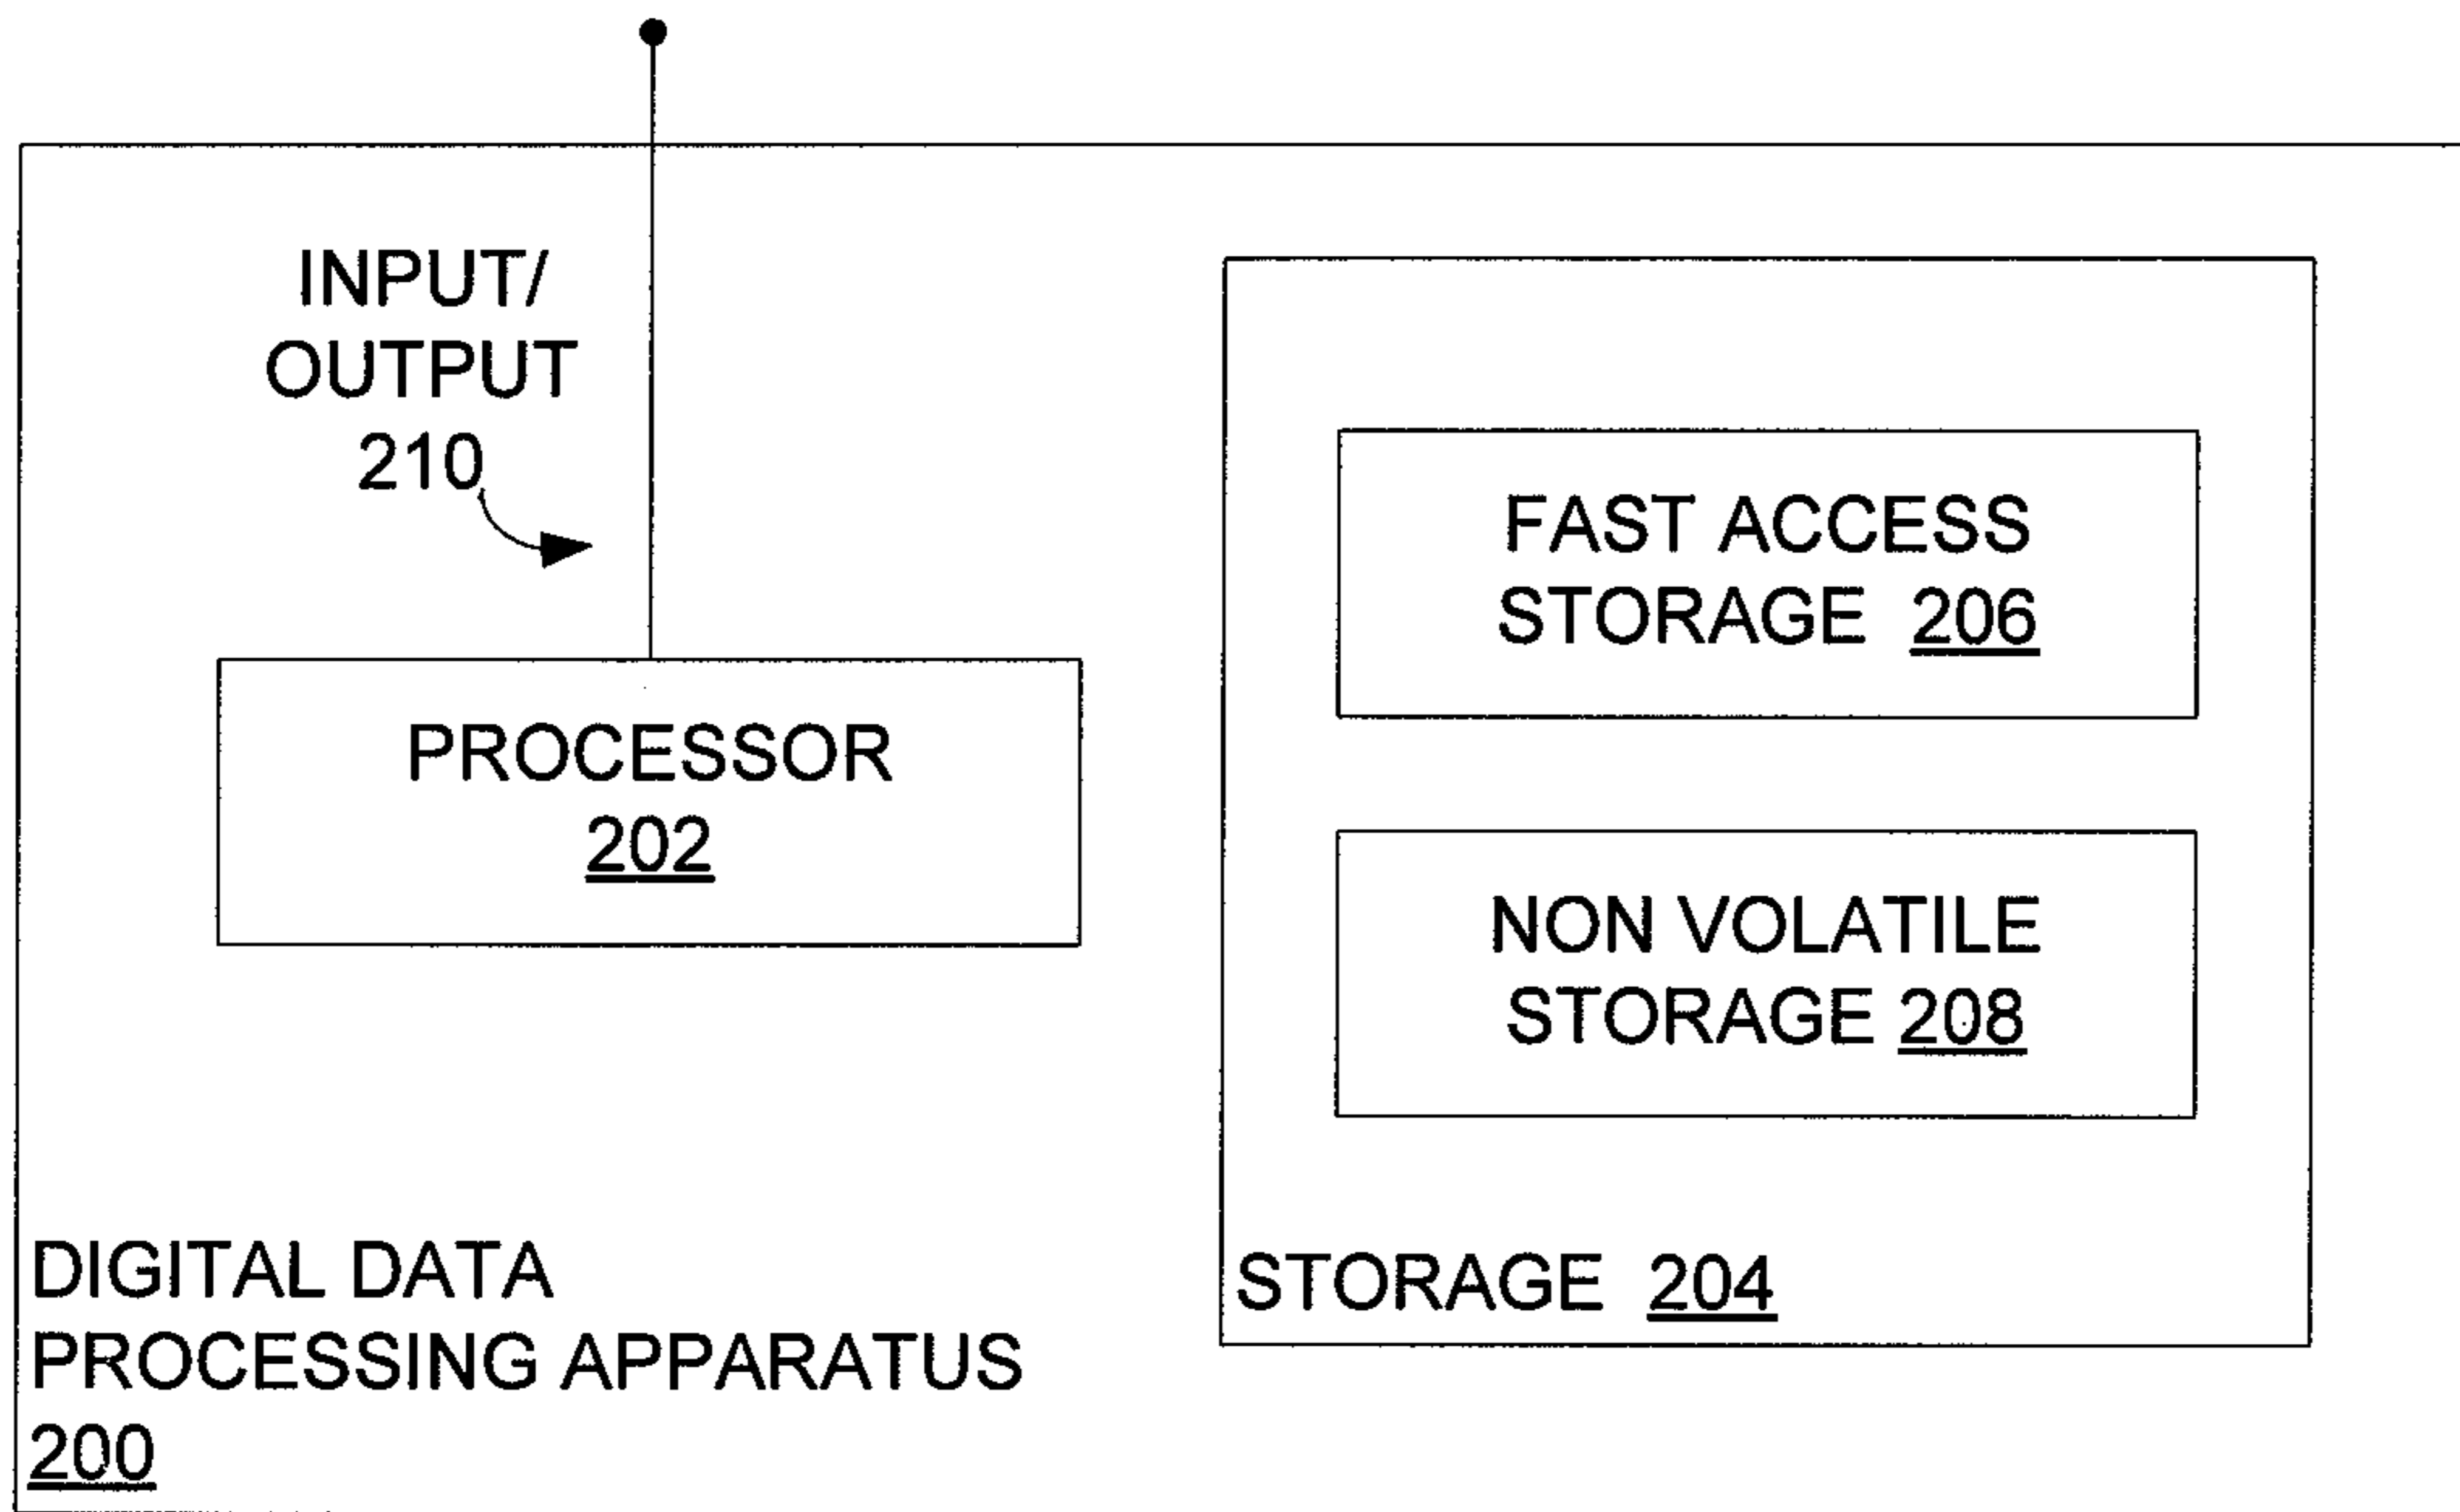 INPUT/
OUTPUT
210
PROCESSOR
202
FAST ACCESS
STORAGE 206
NON VOLATILE
STORAGE 208
STORAGE 204
DIGITAL DATA
PROCESSING APPARATUS
200